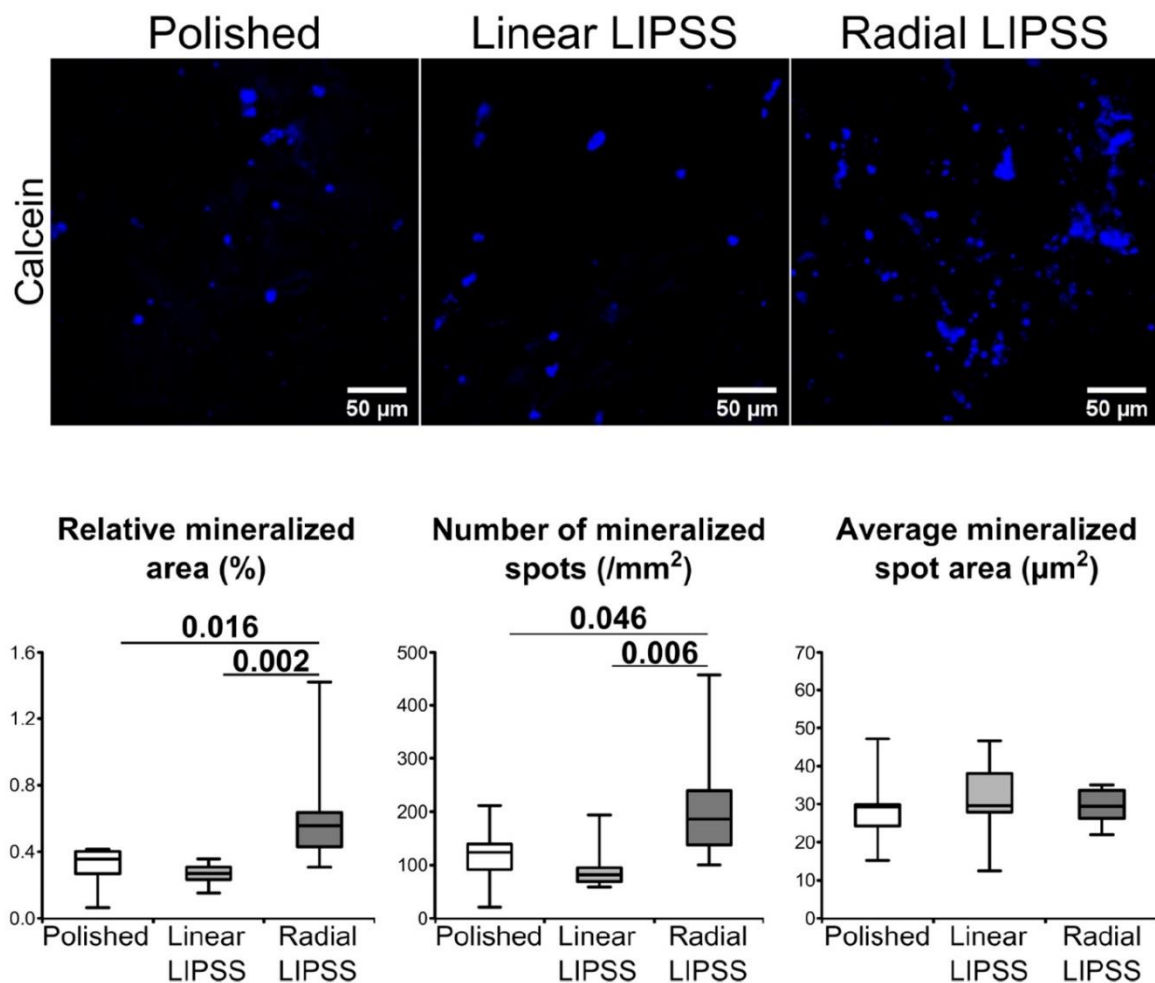 Polished Linear LIPSS Radial LIPSS
Calcein
50 µm 50 µm 50 µm
Relative mineralized
area (%)
0.016
0.002
1.6
1.2
0.8
0.4
0.0
Polished Linear
LIPSS Radial
LIPSS
Number of mineralized
spots (/mm²)
0.046
0.006
500
400
300
200
100
0
Polished Linear
LIPSS Radial
LIPSS
Average mineralized
spot area (µm²)
70
60
50
40
30
20
10
0
Polished Linear
LIPSS Radial
LIPSS